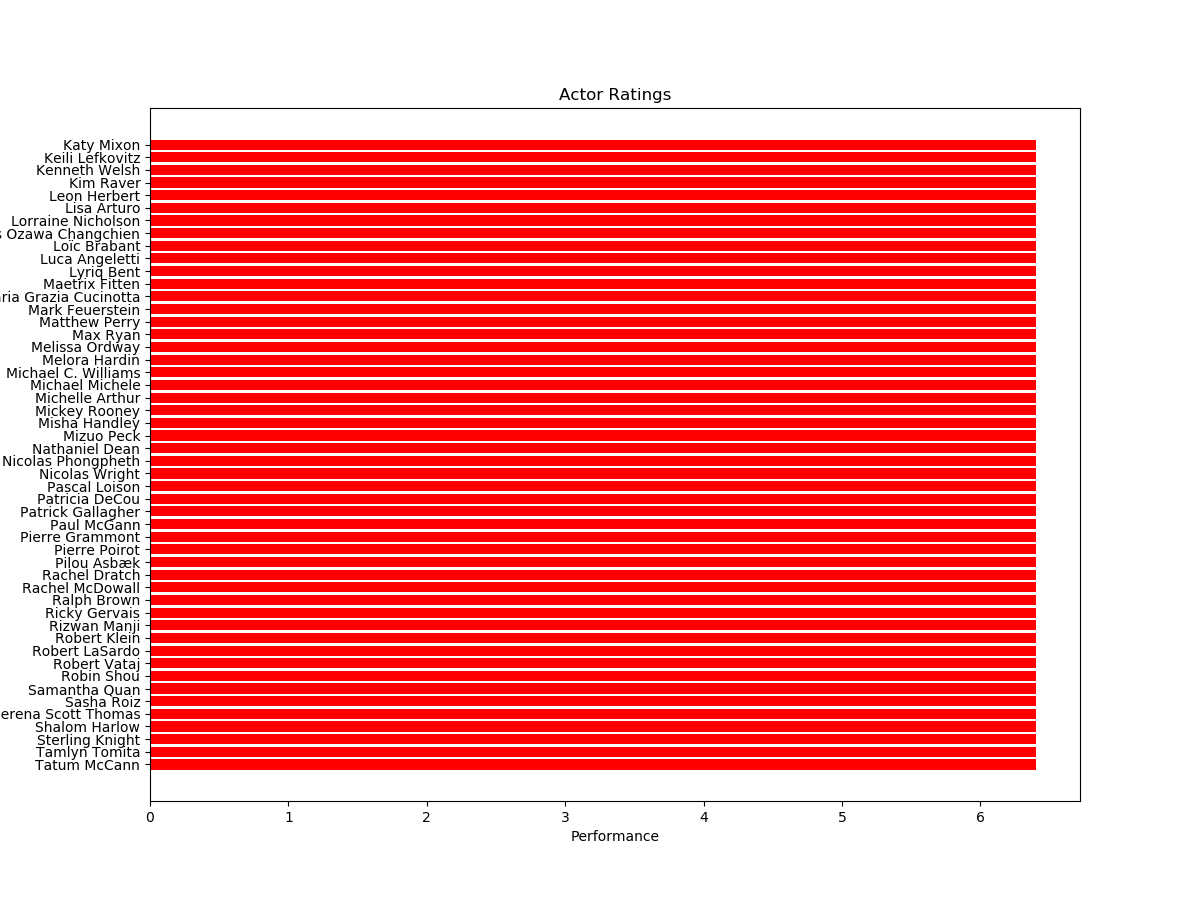 Actor Ratings
Katy Mixon
Keili Lefkovitz
Kenneth Welsh
Kim Raver
Leon Herbert
Lisa Arturo
Lorraine Nicholson
Ozawa Changchien
Loïc Brabant
Luca Angeletti
Lyriq Bent
Maetrix Fitten
Grazia Cucinotta
Mark Feuerstein
Matthew Perry
Max Ryan
Melissa Ordway
Melora Hardin
Michael C. Williams
Michael Michele
Michelle Arthur
Mickey Rooney
Misha Handley
Mizuo Peck
Nathaniel Dean
Nicolas Phongpheth
Nicolas Wright
Pascal Loison
Patricia DeCou
Patrick Gallagher
Paul McGann
Pierre Grammont
Pierre Poirot
Pilou Asbæk
Rachel Dratch
Rachel McDowall
Ralph Brown
Ricky Gervais
Rizwan Manji
Robert Klein
Robert LaSardo
Robert Vataj
Robin Shou
Samantha Quan
Sasha Roiz
Scott Thomas
Shalom Harlow
Sterling Knight
Tamlyn Tomita
Tatum McCann
0 1 2 3 4 5 6
Performance